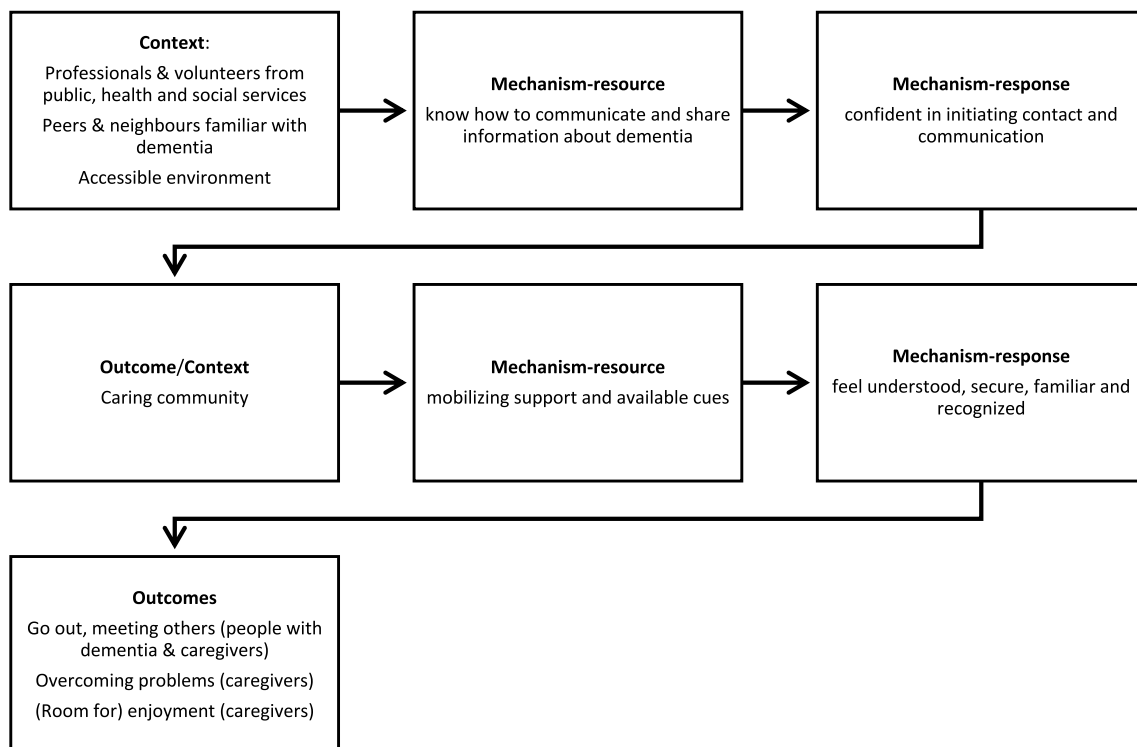 Context:
Professionals & volunteers from
public, health and social services
Peers & neighbours familiar with
dementia
Accessible environment
Mechanism-resource
know how to communicate and share
information about dementia
Mechanism-response
confident in initiating contact and
communication
Outcome/Context
Caring community
Mechanism-resource
mobilizing support and available cues
Mechanism-response
feel understood, secure, familiar and
recognized
Outcomes
Go out, meeting others (people with
dementia & caregivers)
Overcoming problems (caregivers)
(Room for) enjoyment (caregivers)